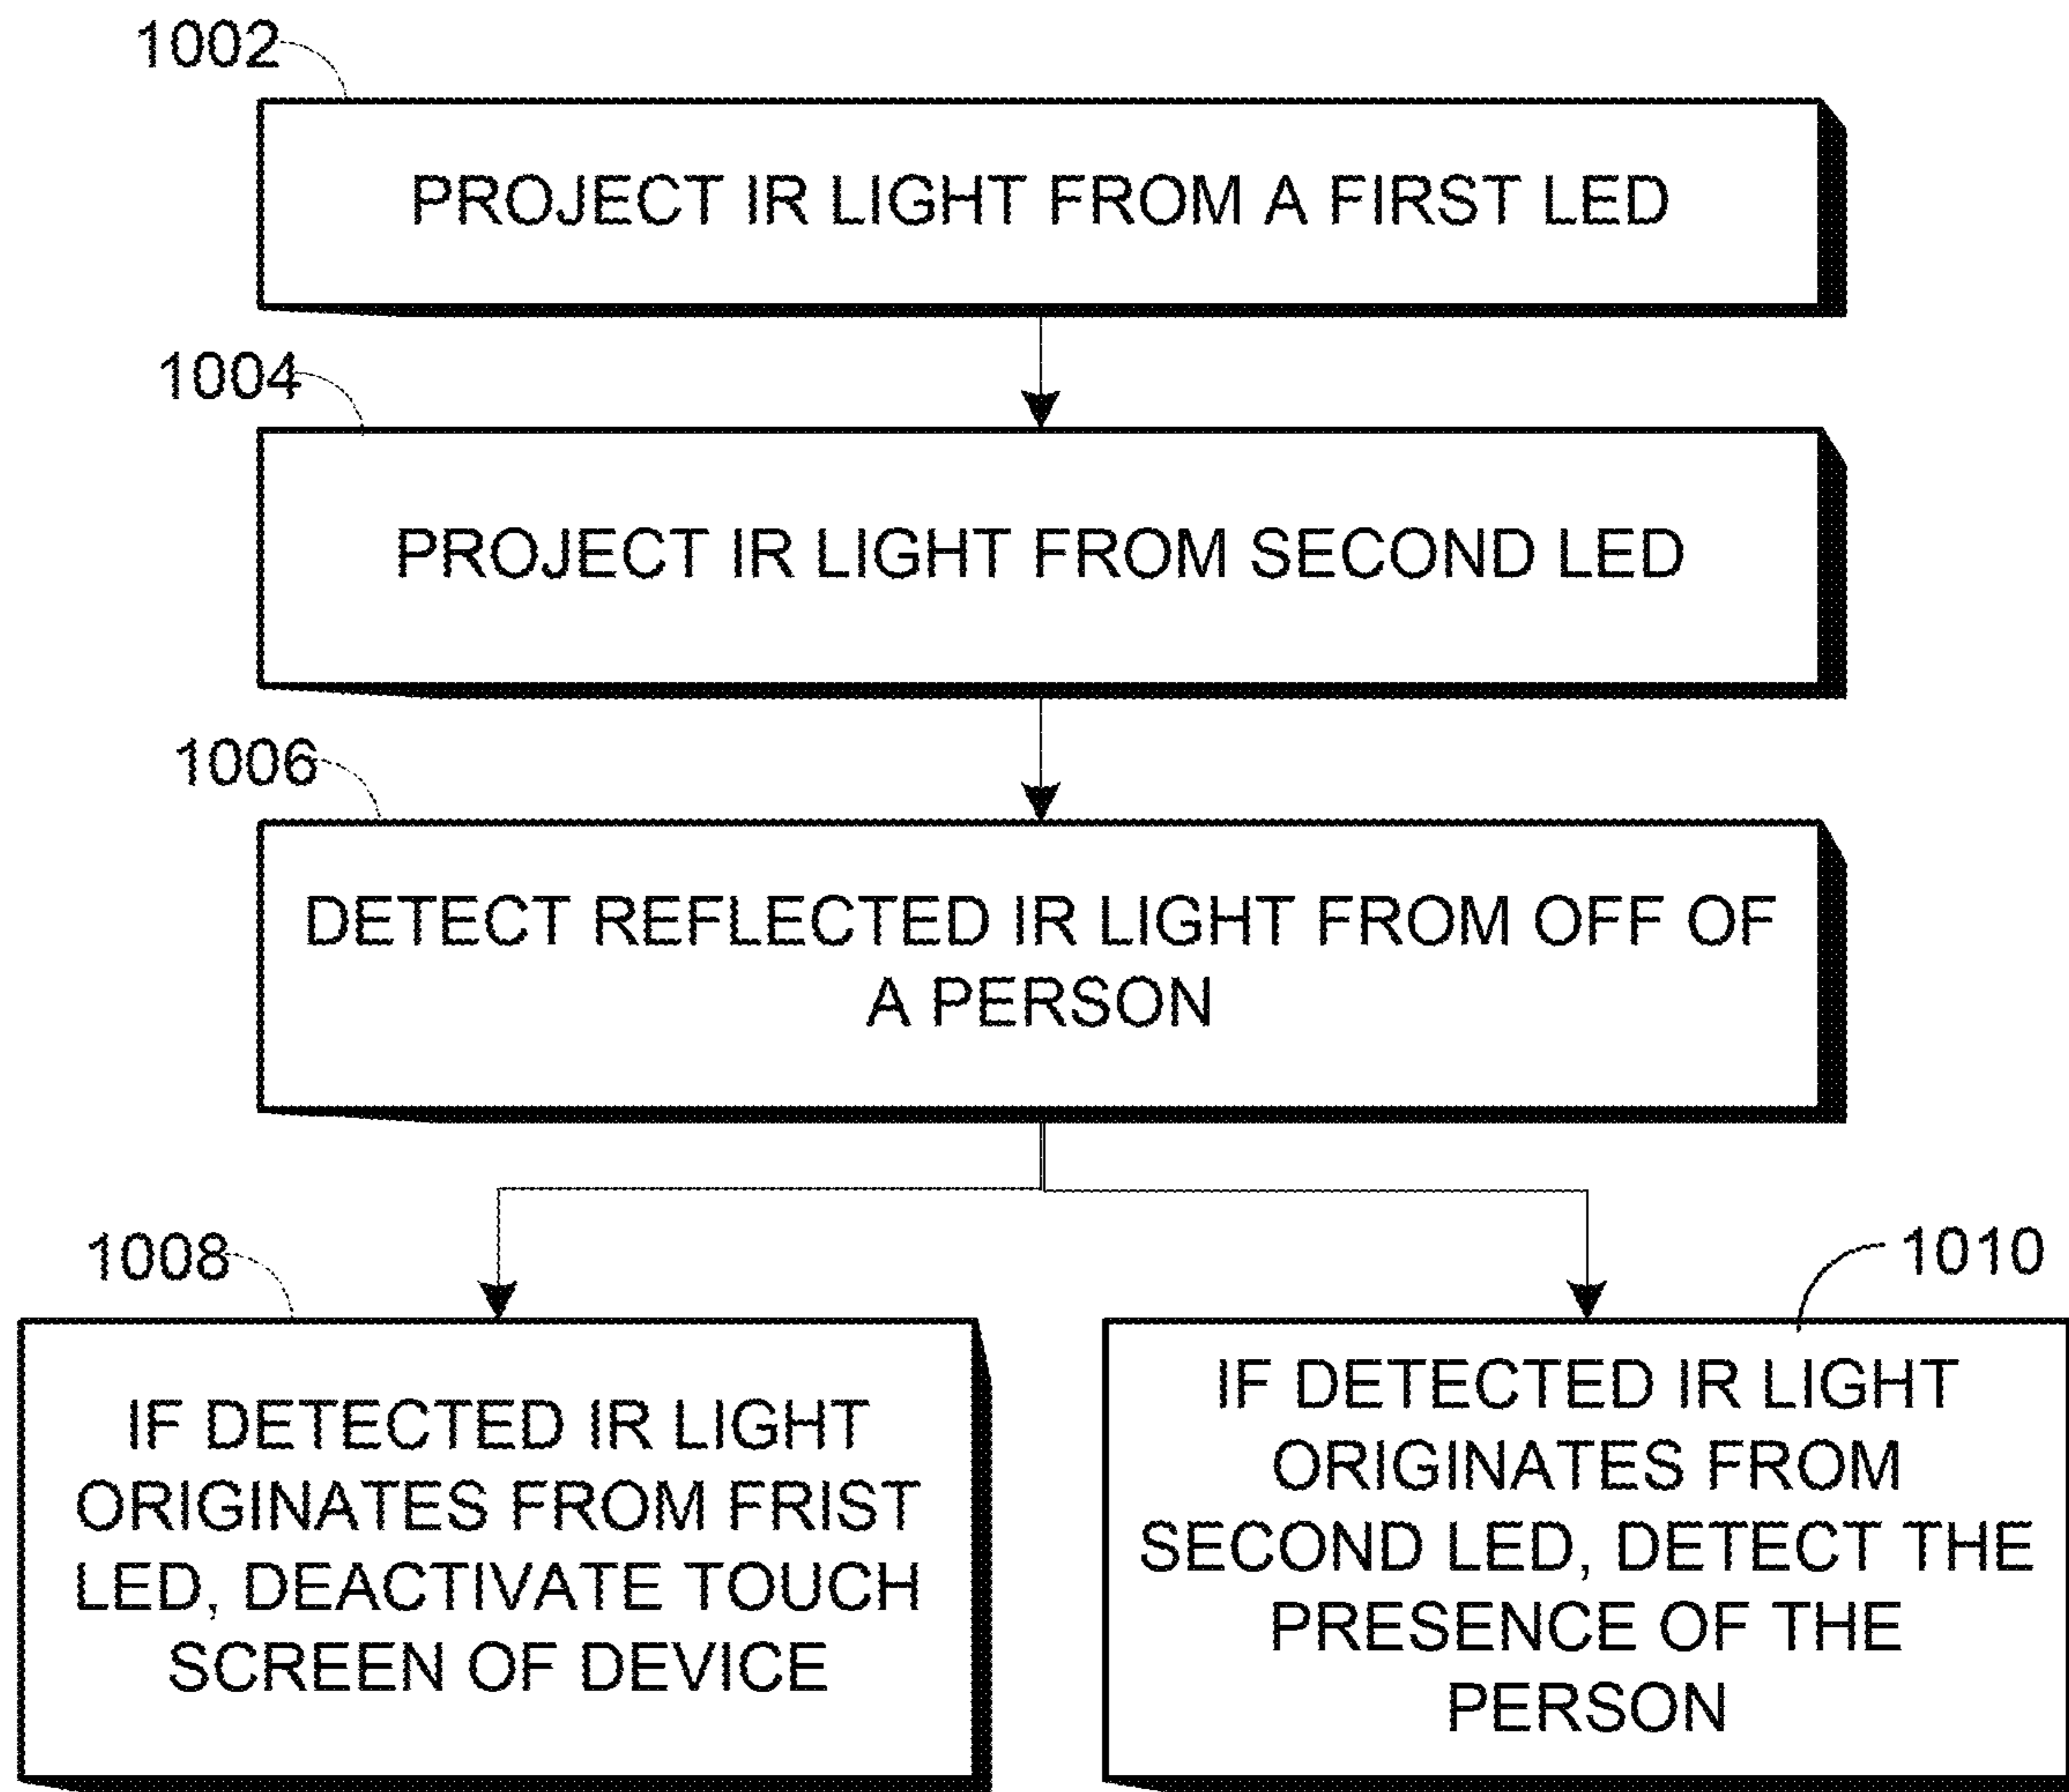 1002
PROJECT IR LIGHT FROM A FIRST LED
1004
PROJECT IR LIGHT FROM SECOND LED
1006
DETECT REFLECTED IR LIGHT FROM OFF OF
A PERSON
1008
IF DETECTED IR LIGHT
ORIGINATES FROM FRIST
LED, DEACTIVATE TOUCH
SCREEN OF DEVICE
1010
IF DETECTED IR LIGHT
ORIGINATES FROM
SECOND LED, DETECT THE
PRESENCE OF THE
PERSON